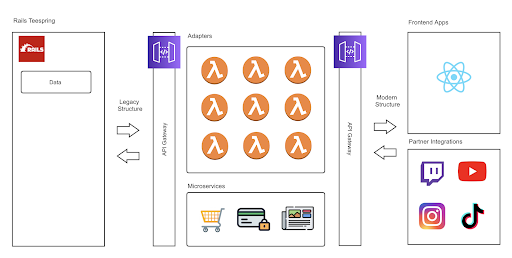 Rails Teespring
RAILS
Data
Legacy
Structure
API Gateway
Adapters
Microservices
API Gateway
Modern
Structure
Frontend Apps
Partner Integrations